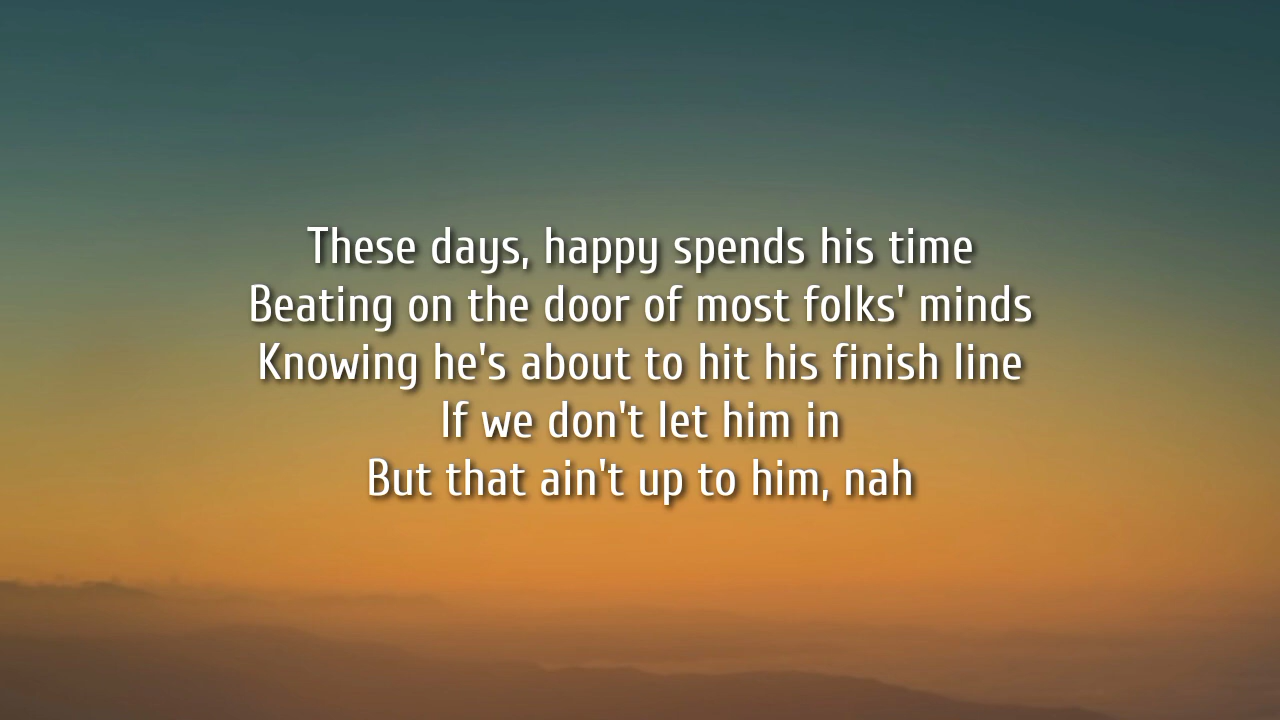 These days, happy spends his time
Beating on the door of most folks' minds
Knowing he's about to hit his finish line
If we don't let him in
But that ain't up to him, nah